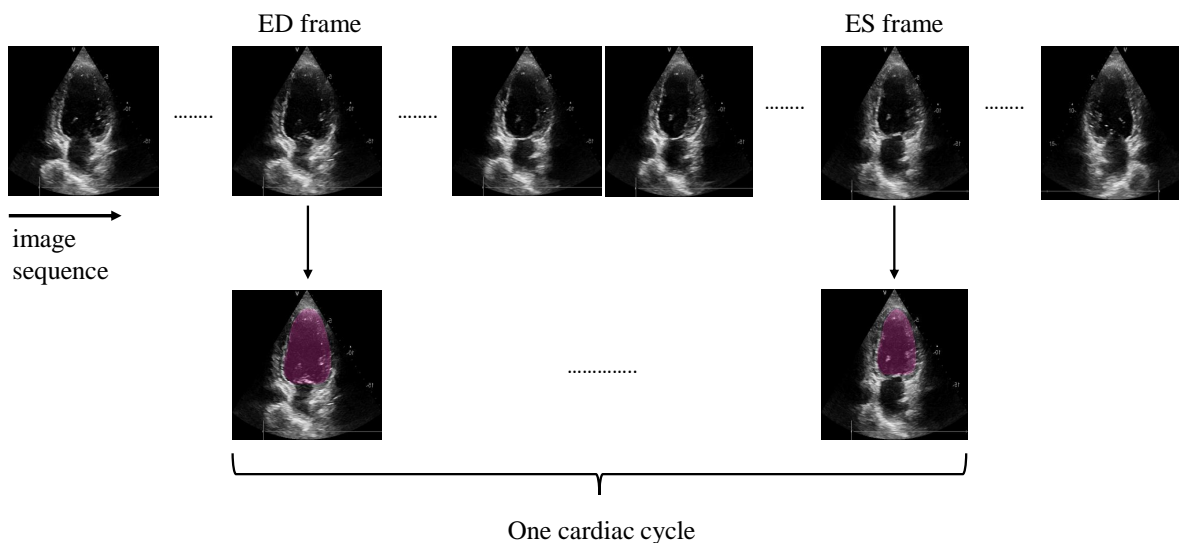 ED frame
ES frame
........
........
........
........
image
sequence
..............
One cardiac cycle